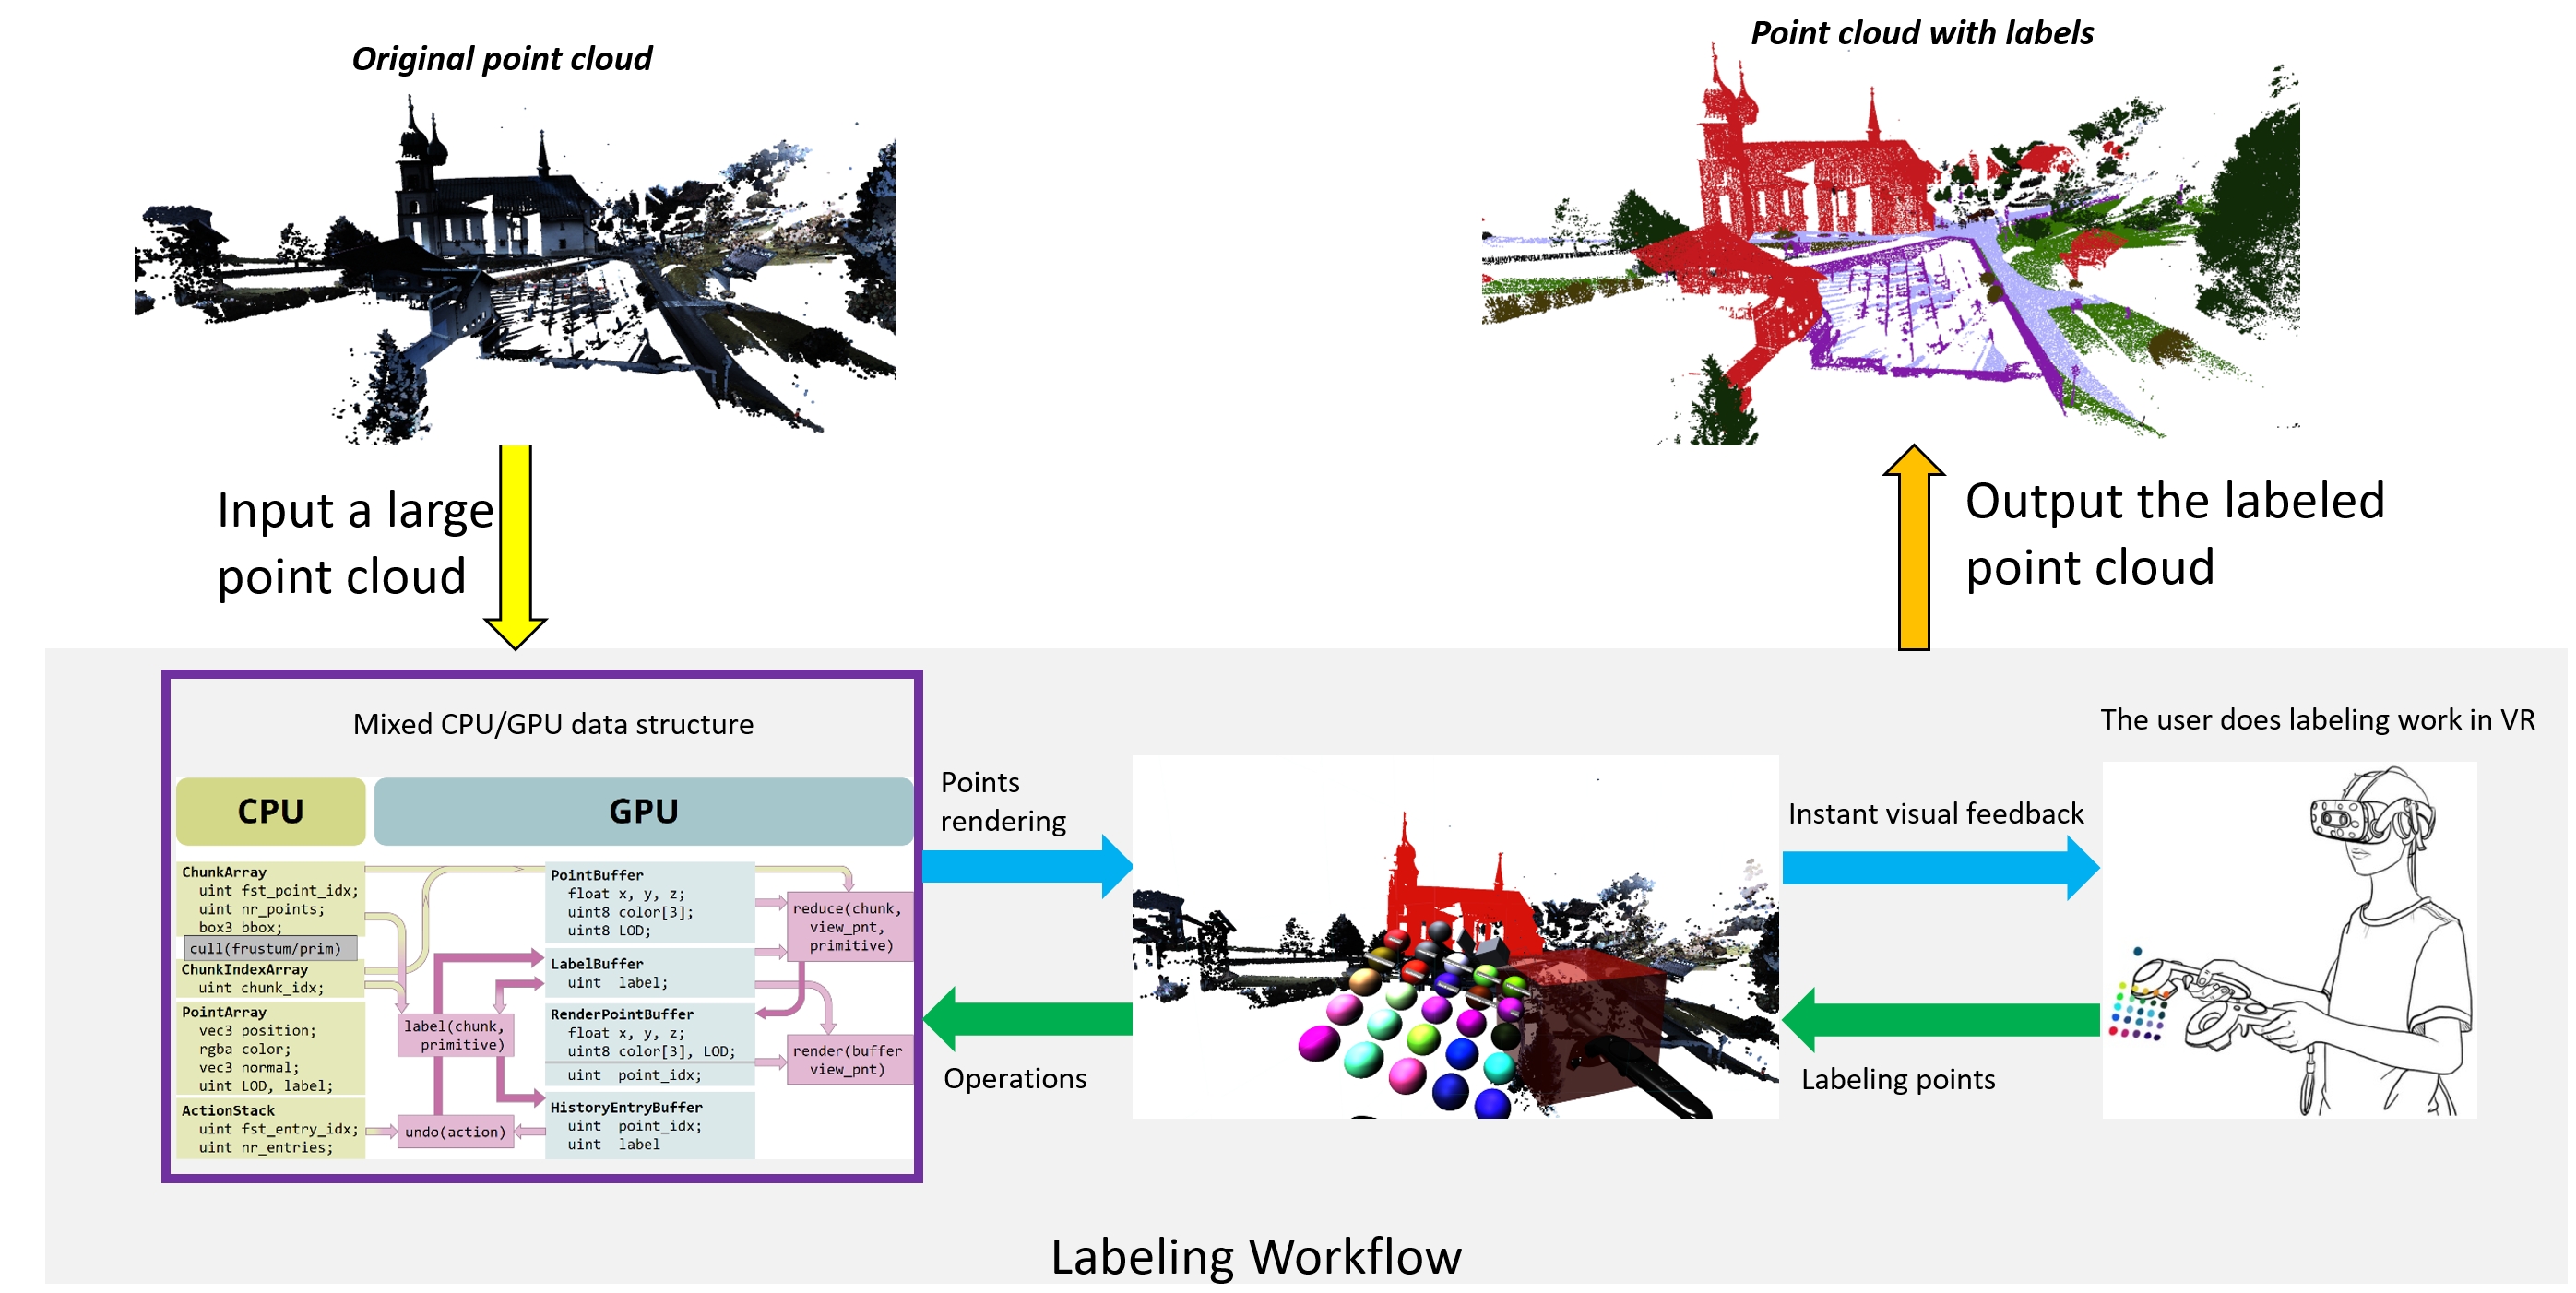 Original point cloud
Point cloud with labels
Input a large
point cloud
Output the labeled
point cloud
Mixed CPU/GPU data structure
CPU
GPU
ChunkArray
uint fst_point_idx;
uint nr_points;
box3 bbox;
cull(frustum/prim)
ChunkIndexArray
uint chunk_idx;
PointArray
vec3 position;
rgba color;
vec3 normal;
uint LOD, label;
ActionStack
uint fst_entry_idx;
uint nr_entries;
label(chunk,
primitive)
undo(action)
PointBuffer
float x, y, z;
uint8 color[3];
uint8 LOD;
LabelBuffer
uint label;
RenderPointBuffer
float x, y, z;
uint8 color[3], LOD;
uint point_idx;
HistoryEntryBuffer
uint point_idx;
uint label
reduce(chunk,
view_pnt,
primitive)
render(buffer
view_pnt)
Points
rendering
Operations
Instant visual feedback
Labeling points
The user does labeling work in VR
Labeling Workflow